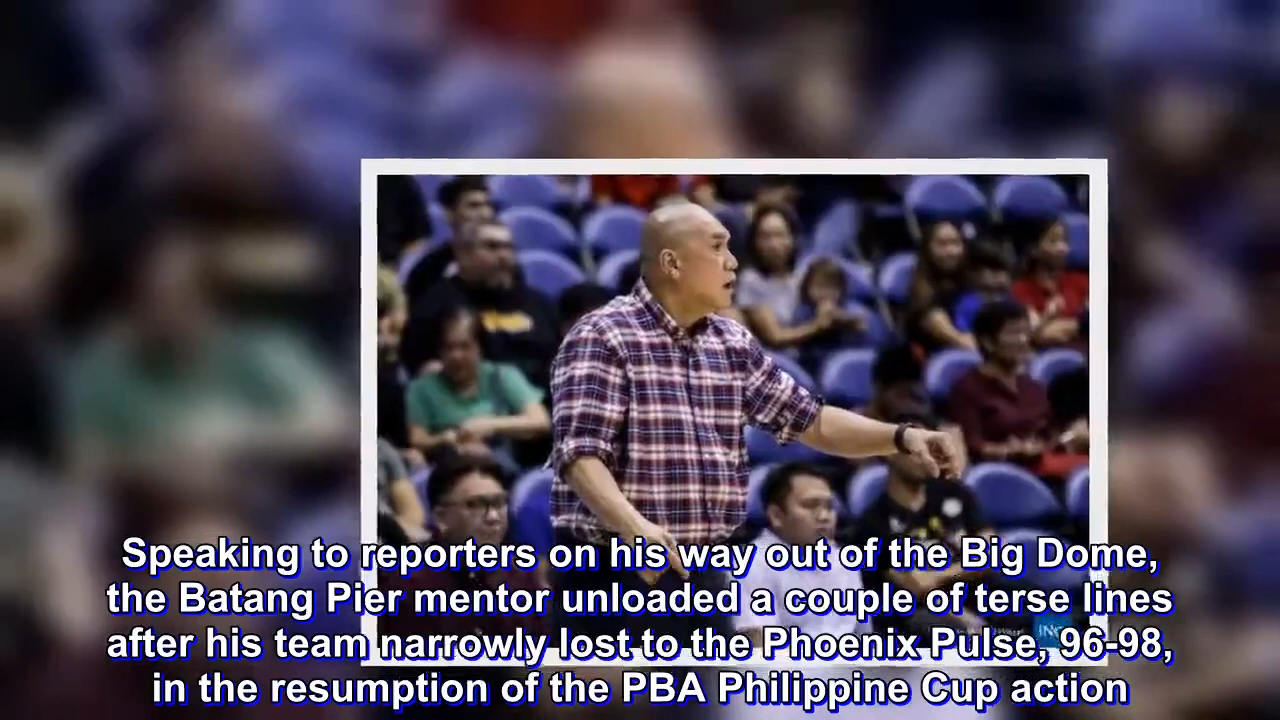 Speaking to reporters on his way out of the Big Dome,
the Batang Pier mentor unloaded a couple of terse lines
after his team narrowly lost to the Phoenix Pulse, 96-98,
in the resumption of the PBA Philippine Cup action